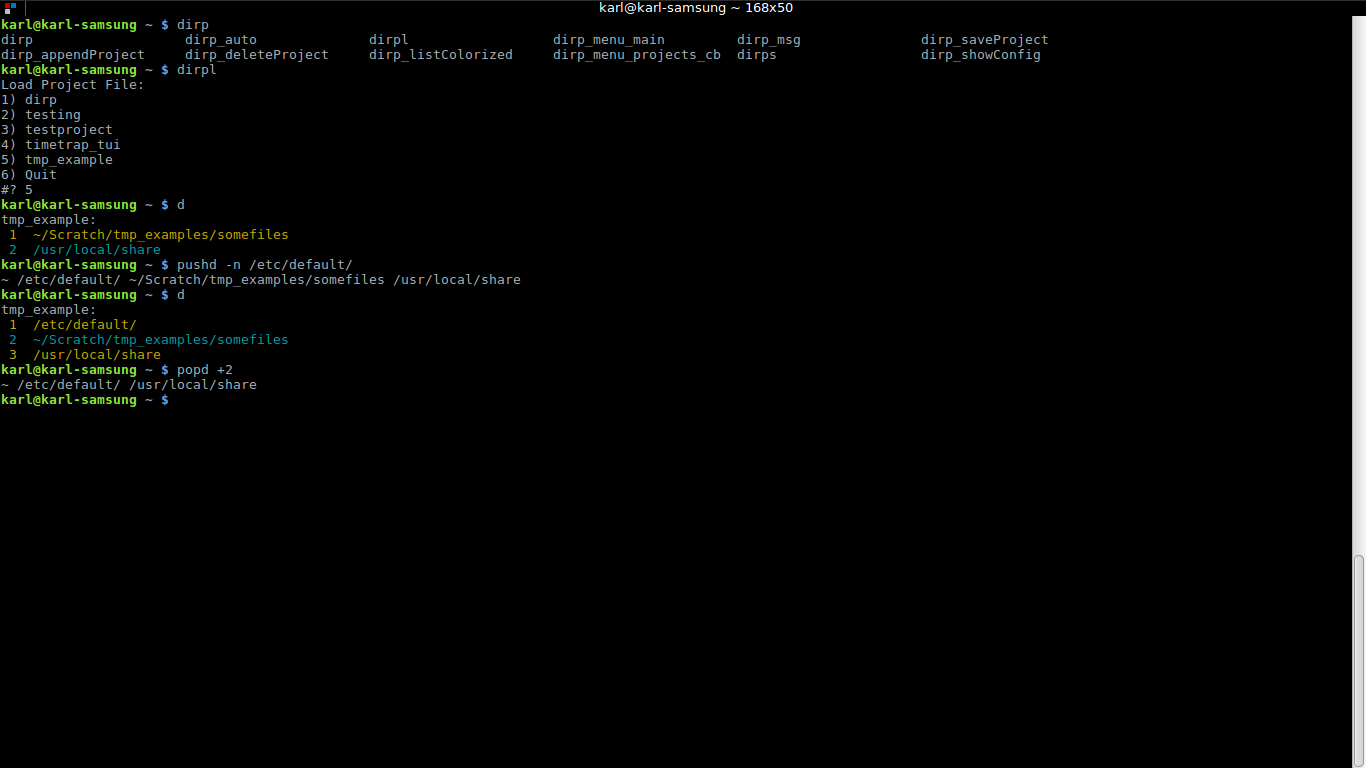 karl@karl-samsung ~ 168x50
karl@karl-samsung ~ $ dirp
dirp                   dirp_auto              dirpl                  dirp_menu_main         dirp_msg               dirp_saveProject
dirp_appendProject     dirp_deleteProject     dirp_listColorized     dirp_menu_projects_cb  dirps                  dirp_showConfig
karl@karl-samsung ~ $ dirpl
Load Project File:
1) dirp
2) testing
3) testproject
4) timetrap_tui
5) tmp_example
6) Quit
#? 5
karl@karl-samsung ~ $ d
tmp_example:
 1  ~/Scratch/tmp_examples/somefiles
 2  /usr/local/share
karl@karl-samsung ~ $ pushd -n /etc/default/
~ /etc/default/ ~/Scratch/tmp_examples/somefiles /usr/local/share
karl@karl-samsung ~ $ d
tmp_example:
 1  /etc/default/
 2  ~/Scratch/tmp_examples/somefiles
 3  /usr/local/share
karl@karl-samsung ~ $ popd +2
~ /etc/default/ /usr/local/share
karl@karl-samsung ~ $